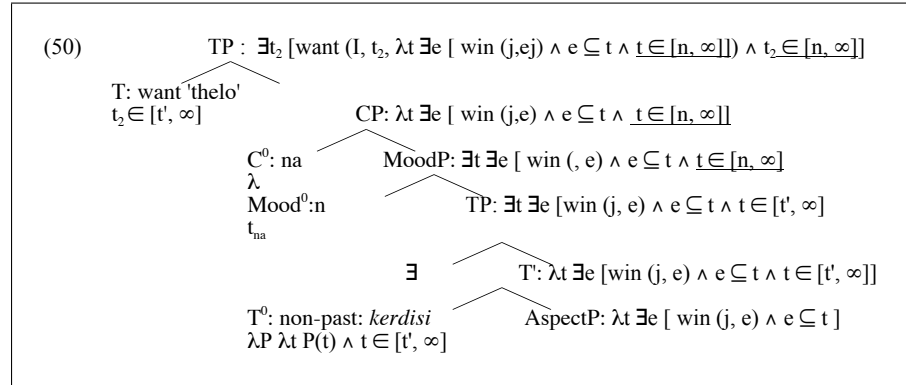 (50) TP : ∃t₂ [want (I, t₂, λt ∃e [ win (j,ej) ∧ e ⊆ t ∧ t ∈ [n, ∞]]) ∧ t₂ ∈ [n, ∞]]
T: want 'thelo'
t₂ ∈ [t', ∞]
CP: λt ∃e [ win (j,e) ∧ e ⊆ t ∧ t ∈ [n, ∞]]
C⁰: na MoodP: ∃t ∃e [ win (, e) ∧ e ⊆ t ∧ t ∈ [n, ∞]
λ
Mood⁰:n TP: ∃t ∃e [win (j, e) ∧ e ⊆ t ∧ t ∈ [t', ∞]
tₙₐ
∃ T': λt ∃e [win (j, e) ∧ e ⊆ t ∧ t ∈ [t', ∞]]
T⁰: non-past: kerdisi AspectP: λt ∃e [ win (j, e) ∧ e ⊆ t ]
λP λt P(t) ∧ t ∈ [t', ∞]